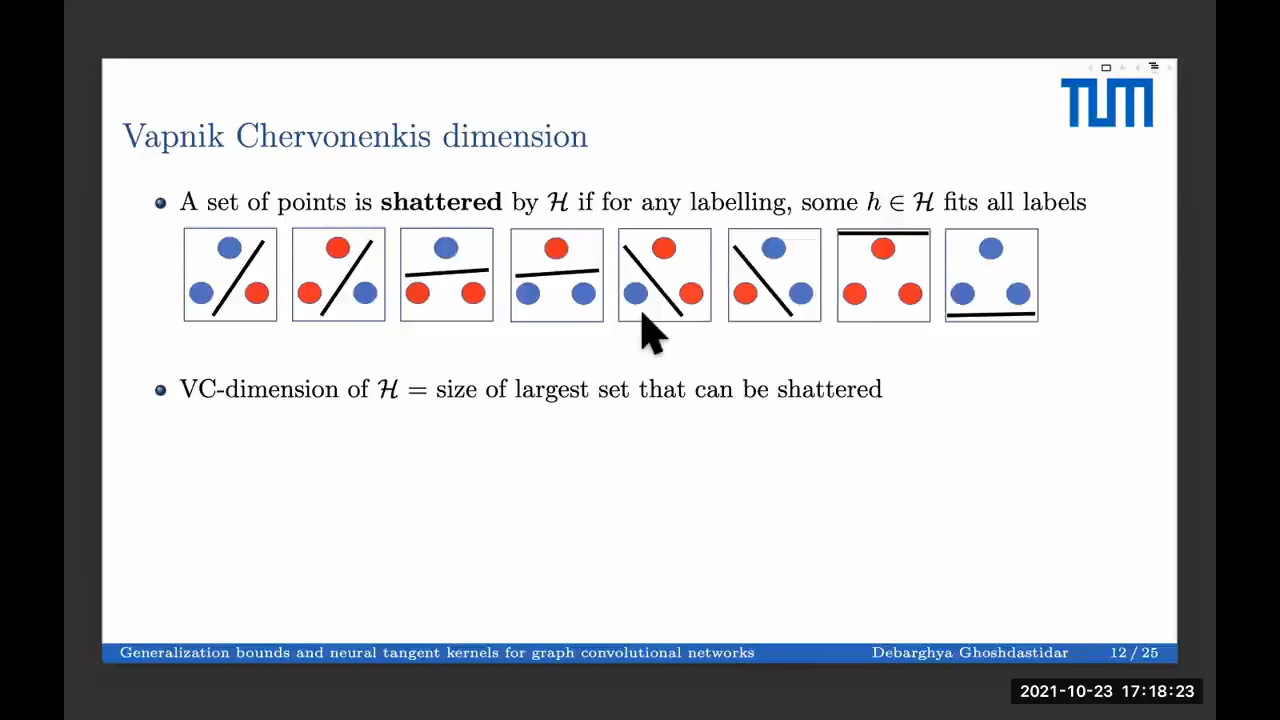 TUM
Vapnik Chervonenkis dimension
A set of points is shattered by ℋ if for any labelling, some h ∈ ℋ fits all labels
VC-dimension of ℋ = size of largest set that can be shattered
Generalization bounds and neural tangent kernels for graph convolutional networks Debarghya Ghoshdastidar 12 / 25
2021-10-23 17:18:23